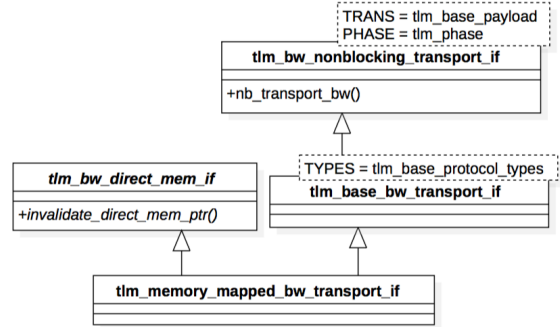 TRANS = tlm_base_payload
PHASE = tlm_phase
tlm_bw_nonblocking_transport_if
+nb_transport_bw()
TYPES = tlm_base_protocol_types
tlm_bw_direct_mem_if
tlm_base_bw_transport_if
+invalidate_direct_mem_ptr()
tlm_memory_mapped_bw_transport_if